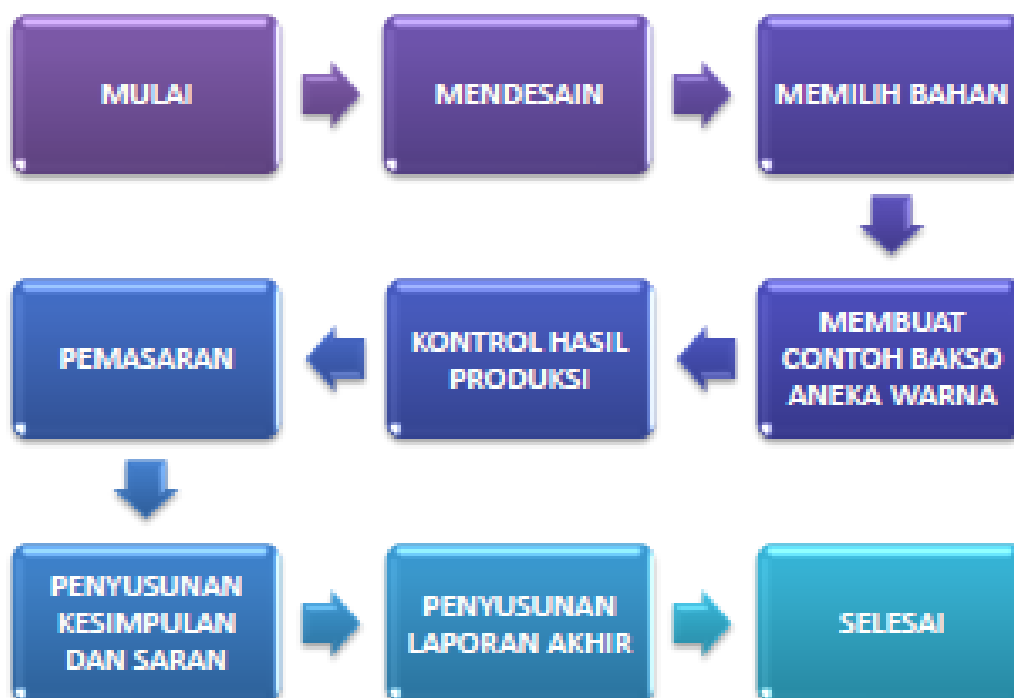 MULAI
MENDESAIN
MEMILIH BAHAN
MEMBUAT
CONTOH BAKSO
ANEKA WARNA
KONTROL HASIL
PRODUKSI
PEMASARAN
PENYUSUNAN
KESIMPULAN
DAN SARAN
PENYUSUNAN
LAPORAN AKHIR
SELESAI